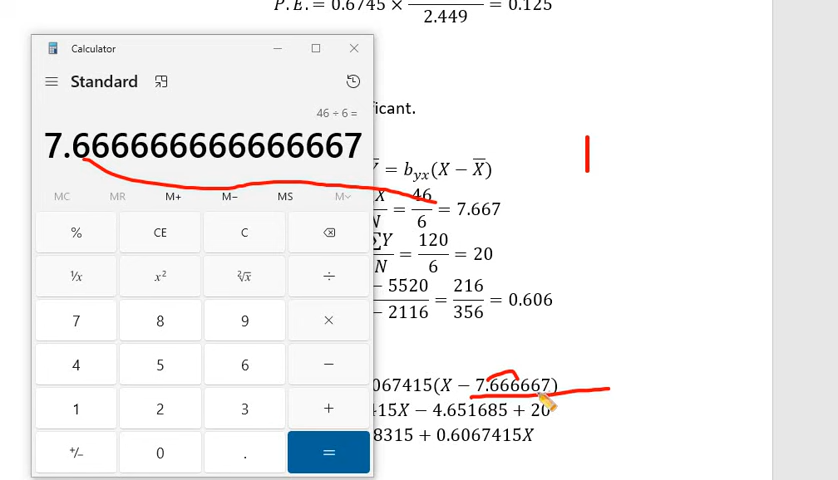 P.E. = 0.6745 × 2.449 = 0.125
Calculator
Standard
46 ÷ 6 =
7.666666666666667
MC MR M+ M− MS M˅
% CE C ⌫
¹/x x² ²√x ÷
7 8 9 ×
4 5 6 −
1 2 3 +
+/− 0 . =
ficant.
= b_yx(X − X̅)
X/N = 46/6 = 7.667
∑Y/N = 120/6 = 20
− 5520/− 2116 = 216/356 = 0.606
067415(X − 7.666667)
415X − 4.651685 + 20
8315 + 0.6067415X